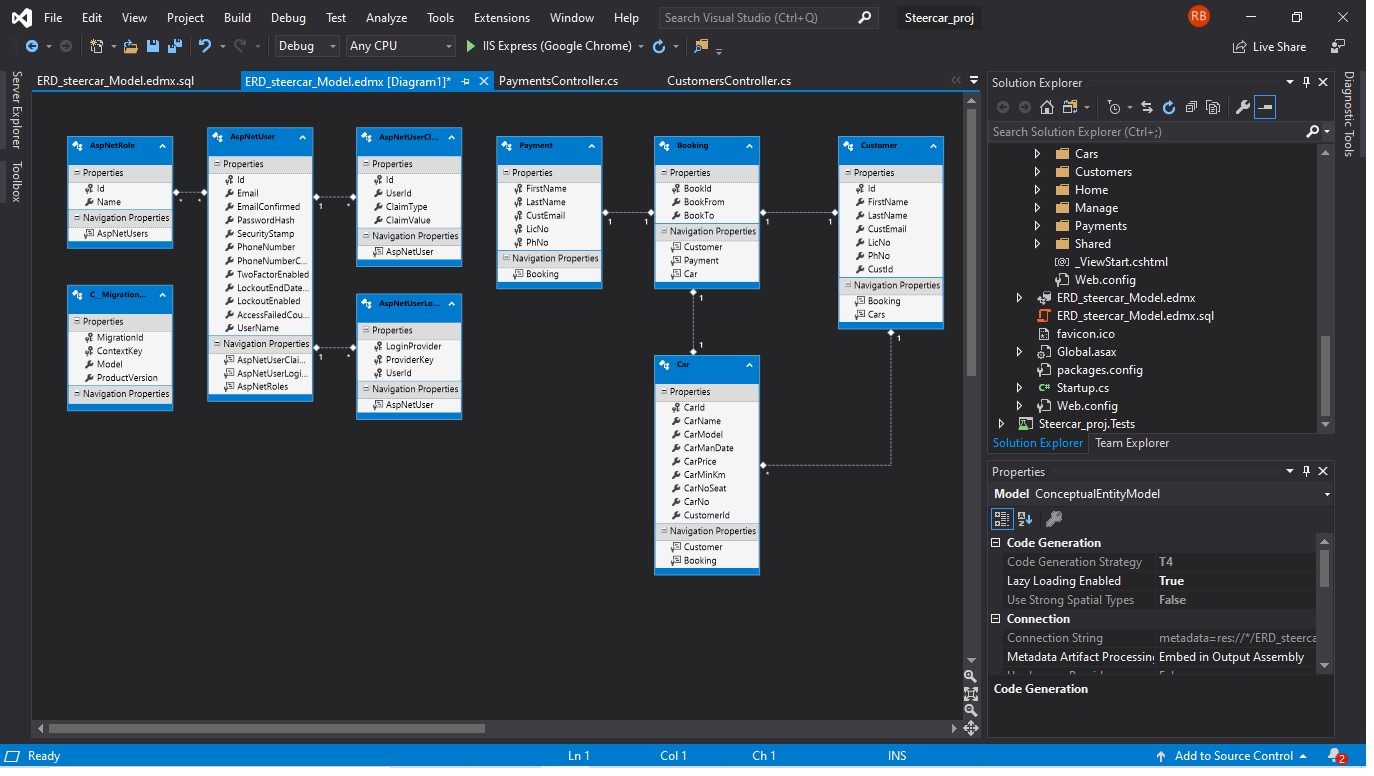 File Edit View Project Build Debug Test Analyze Tools Extensions Window Help Search Visual Studio (Ctrl+Q) Steercar_proj RB
Debug Any CPU IIS Express (Google Chrome) Live Share
Server Explorer
Toolbox
ERD_steercar_Model.edmx.sql ERD_steercar_Model.edmx [Diagram1]* PaymentsController.cs CustomersController.cs
AspNetRole
Properties
Id
Name
Navigation Properties
AspNetUsers
* *
C__Migration...
Properties
MigrationId
ContextKey
Model
ProductVersion
Navigation Properties
AspNetUser
Properties
Id
Email
EmailConfirmed
PasswordHash
SecurityStamp
PhoneNumber
PhoneNumberC...
TwoFactorEnabled
LockoutEndDate...
LockoutEnabled
AccessFailedCou...
UserName
Navigation Properties
AspNetUserClai...
AspNetUserLogi...
AspNetRoles
1 *
1 *
AspNetUserCl...
Properties
Id
UserId
ClaimType
ClaimValue
Navigation Properties
AspNetUser
AspNetUserLo...
Properties
LoginProvider
ProviderKey
UserId
Navigation Properties
AspNetUser
Payment
Properties
FirstName
LastName
CustEmail
LicNo
PhNo
Navigation Properties
Booking
1 1
Booking
Properties
BookId
BookFrom
BookTo
Navigation Properties
Customer
Payment
Car
1 1
1
1
Customer
Properties
Id
FirstName
LastName
CustEmail
LicNo
PhNo
CustId
Navigation Properties
Booking
Cars
1
*
Car
Properties
CarId
CarName
CarModel
CarManDate
CarPrice
CarMinKm
CarNoSeat
CarNo
CustomerId
Navigation Properties
Customer
Booking
Solution Explorer
Search Solution Explorer (Ctrl+;)
Cars
Customers
Home
Manage
Payments
Shared
_ViewStart.cshtml
Web.config
ERD_steercar_Model.edmx
ERD_steercar_Model.edmx.sql
favicon.ico
Global.asax
packages.config
C# Startup.cs
Web.config
Steercar_proj.Tests
Solution Explorer Team Explorer
Diagnostic Tools
Properties
Model ConceptualEntityModel
Code Generation
Code Generation Strategy T4
Lazy Loading Enabled True
Use Strong Spatial Types False
Connection
Connection String metadata=res://*/ERD_steerca
Metadata Artifact Processing Embed in Output Assembly
Code Generation
Ready Ln 1 Col 1 Ch 1 INS Add to Source Control 2